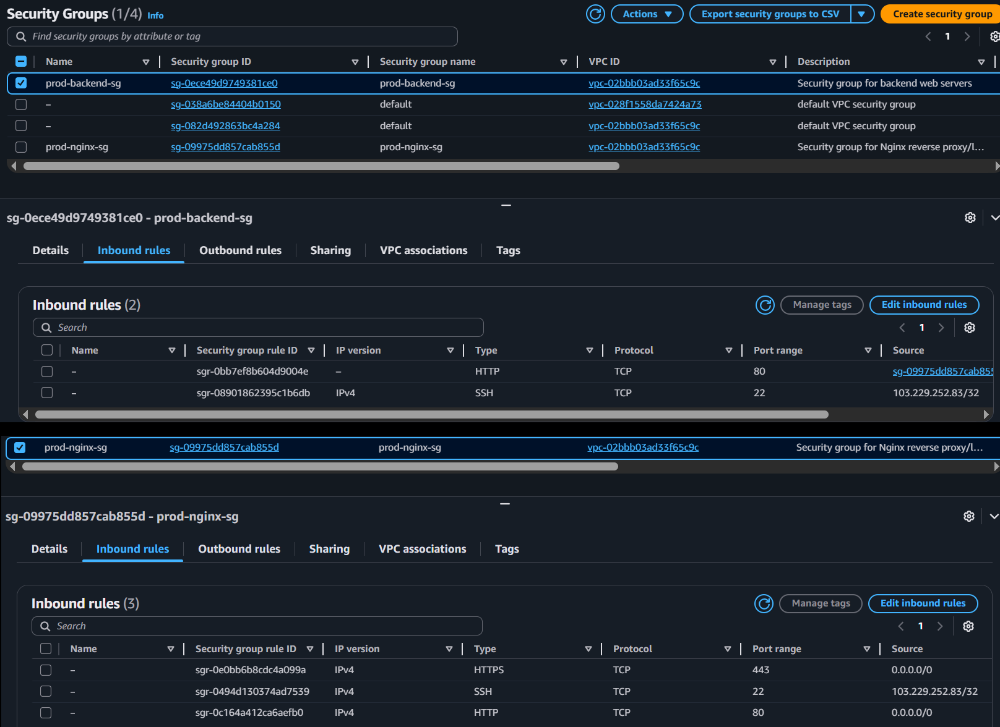 Security Groups (1/4) Info
Actions
Export security groups to CSV
Create security group
Find security groups by attribute or tag
1
Name Security group ID Security group name VPC ID Description
prod-backend-sg sg-0ece49d9749381ce0 prod-backend-sg vpc-02bbb03ad33f65c9c Security group for backend web servers
– sg-038a6be84404b0150 default vpc-028f1558da7424a73 default VPC security group
– sg-082d492863bc4a284 default vpc-02bbb03ad33f65c9c default VPC security group
prod-nginx-sg sg-09975dd857cab855d prod-nginx-sg vpc-02bbb03ad33f65c9c Security group for Nginx reverse proxy/l...
sg-0ece49d9749381ce0 - prod-backend-sg
Details Inbound rules Outbound rules Sharing VPC associations Tags
Inbound rules (2)
Manage tags
Edit inbound rules
Search
1
Name Security group rule ID IP version Type Protocol Port range Source
– sgr-0bb7ef8b604d9004e – HTTP TCP 80 sg-09975dd857cab855
– sgr-08901862395c1b6db IPv4 SSH TCP 22 103.229.252.83/32
prod-nginx-sg sg-09975dd857cab855d prod-nginx-sg vpc-02bbb03ad33f65c9c Security group for Nginx reverse proxy/l...
sg-09975dd857cab855d - prod-nginx-sg
Details Inbound rules Outbound rules Sharing VPC associations Tags
Inbound rules (3)
Manage tags
Edit inbound rules
Search
1
Name Security group rule ID IP version Type Protocol Port range Source
– sgr-0e0bb6b8cdc4a099a IPv4 HTTPS TCP 443 0.0.0.0/0
– sgr-0494d130374ad7539 IPv4 SSH TCP 22 103.229.252.83/32
– sgr-0c164a412ca6aefb0 IPv4 HTTP TCP 80 0.0.0.0/0